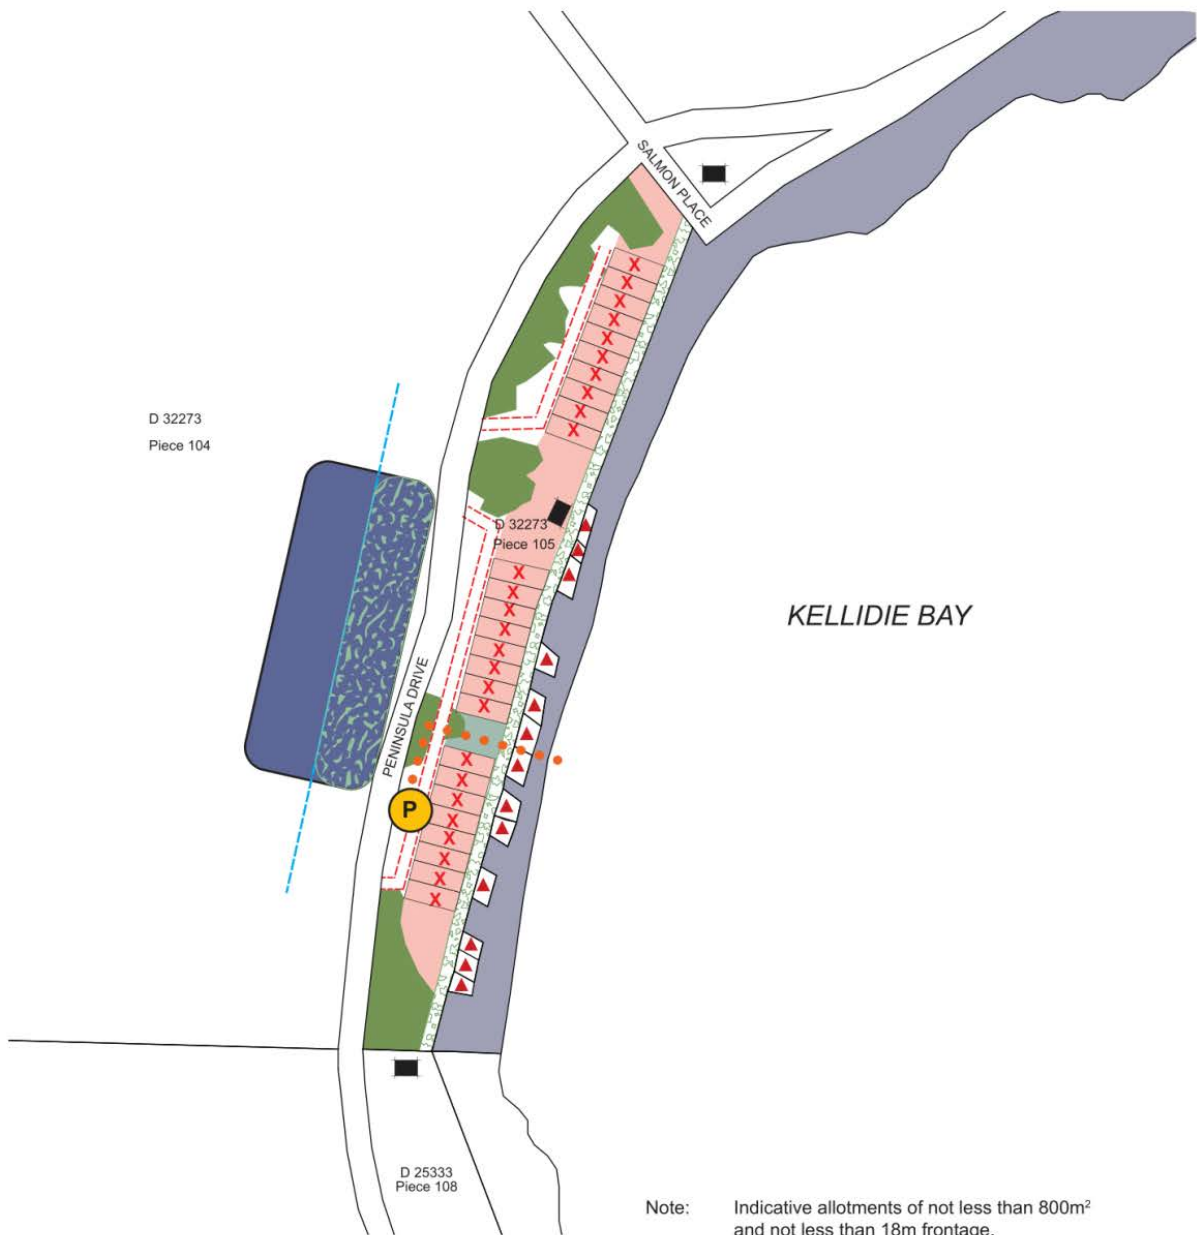 SALMON PLACE
D 32273
Piece 104
D 32273
Piece 105
KELLIDIE BAY
PENINSULA DRIVE
P
D 25333
Piece 108
Note: Indicative allotments of not less than 800m²
and not less than 18m frontage.